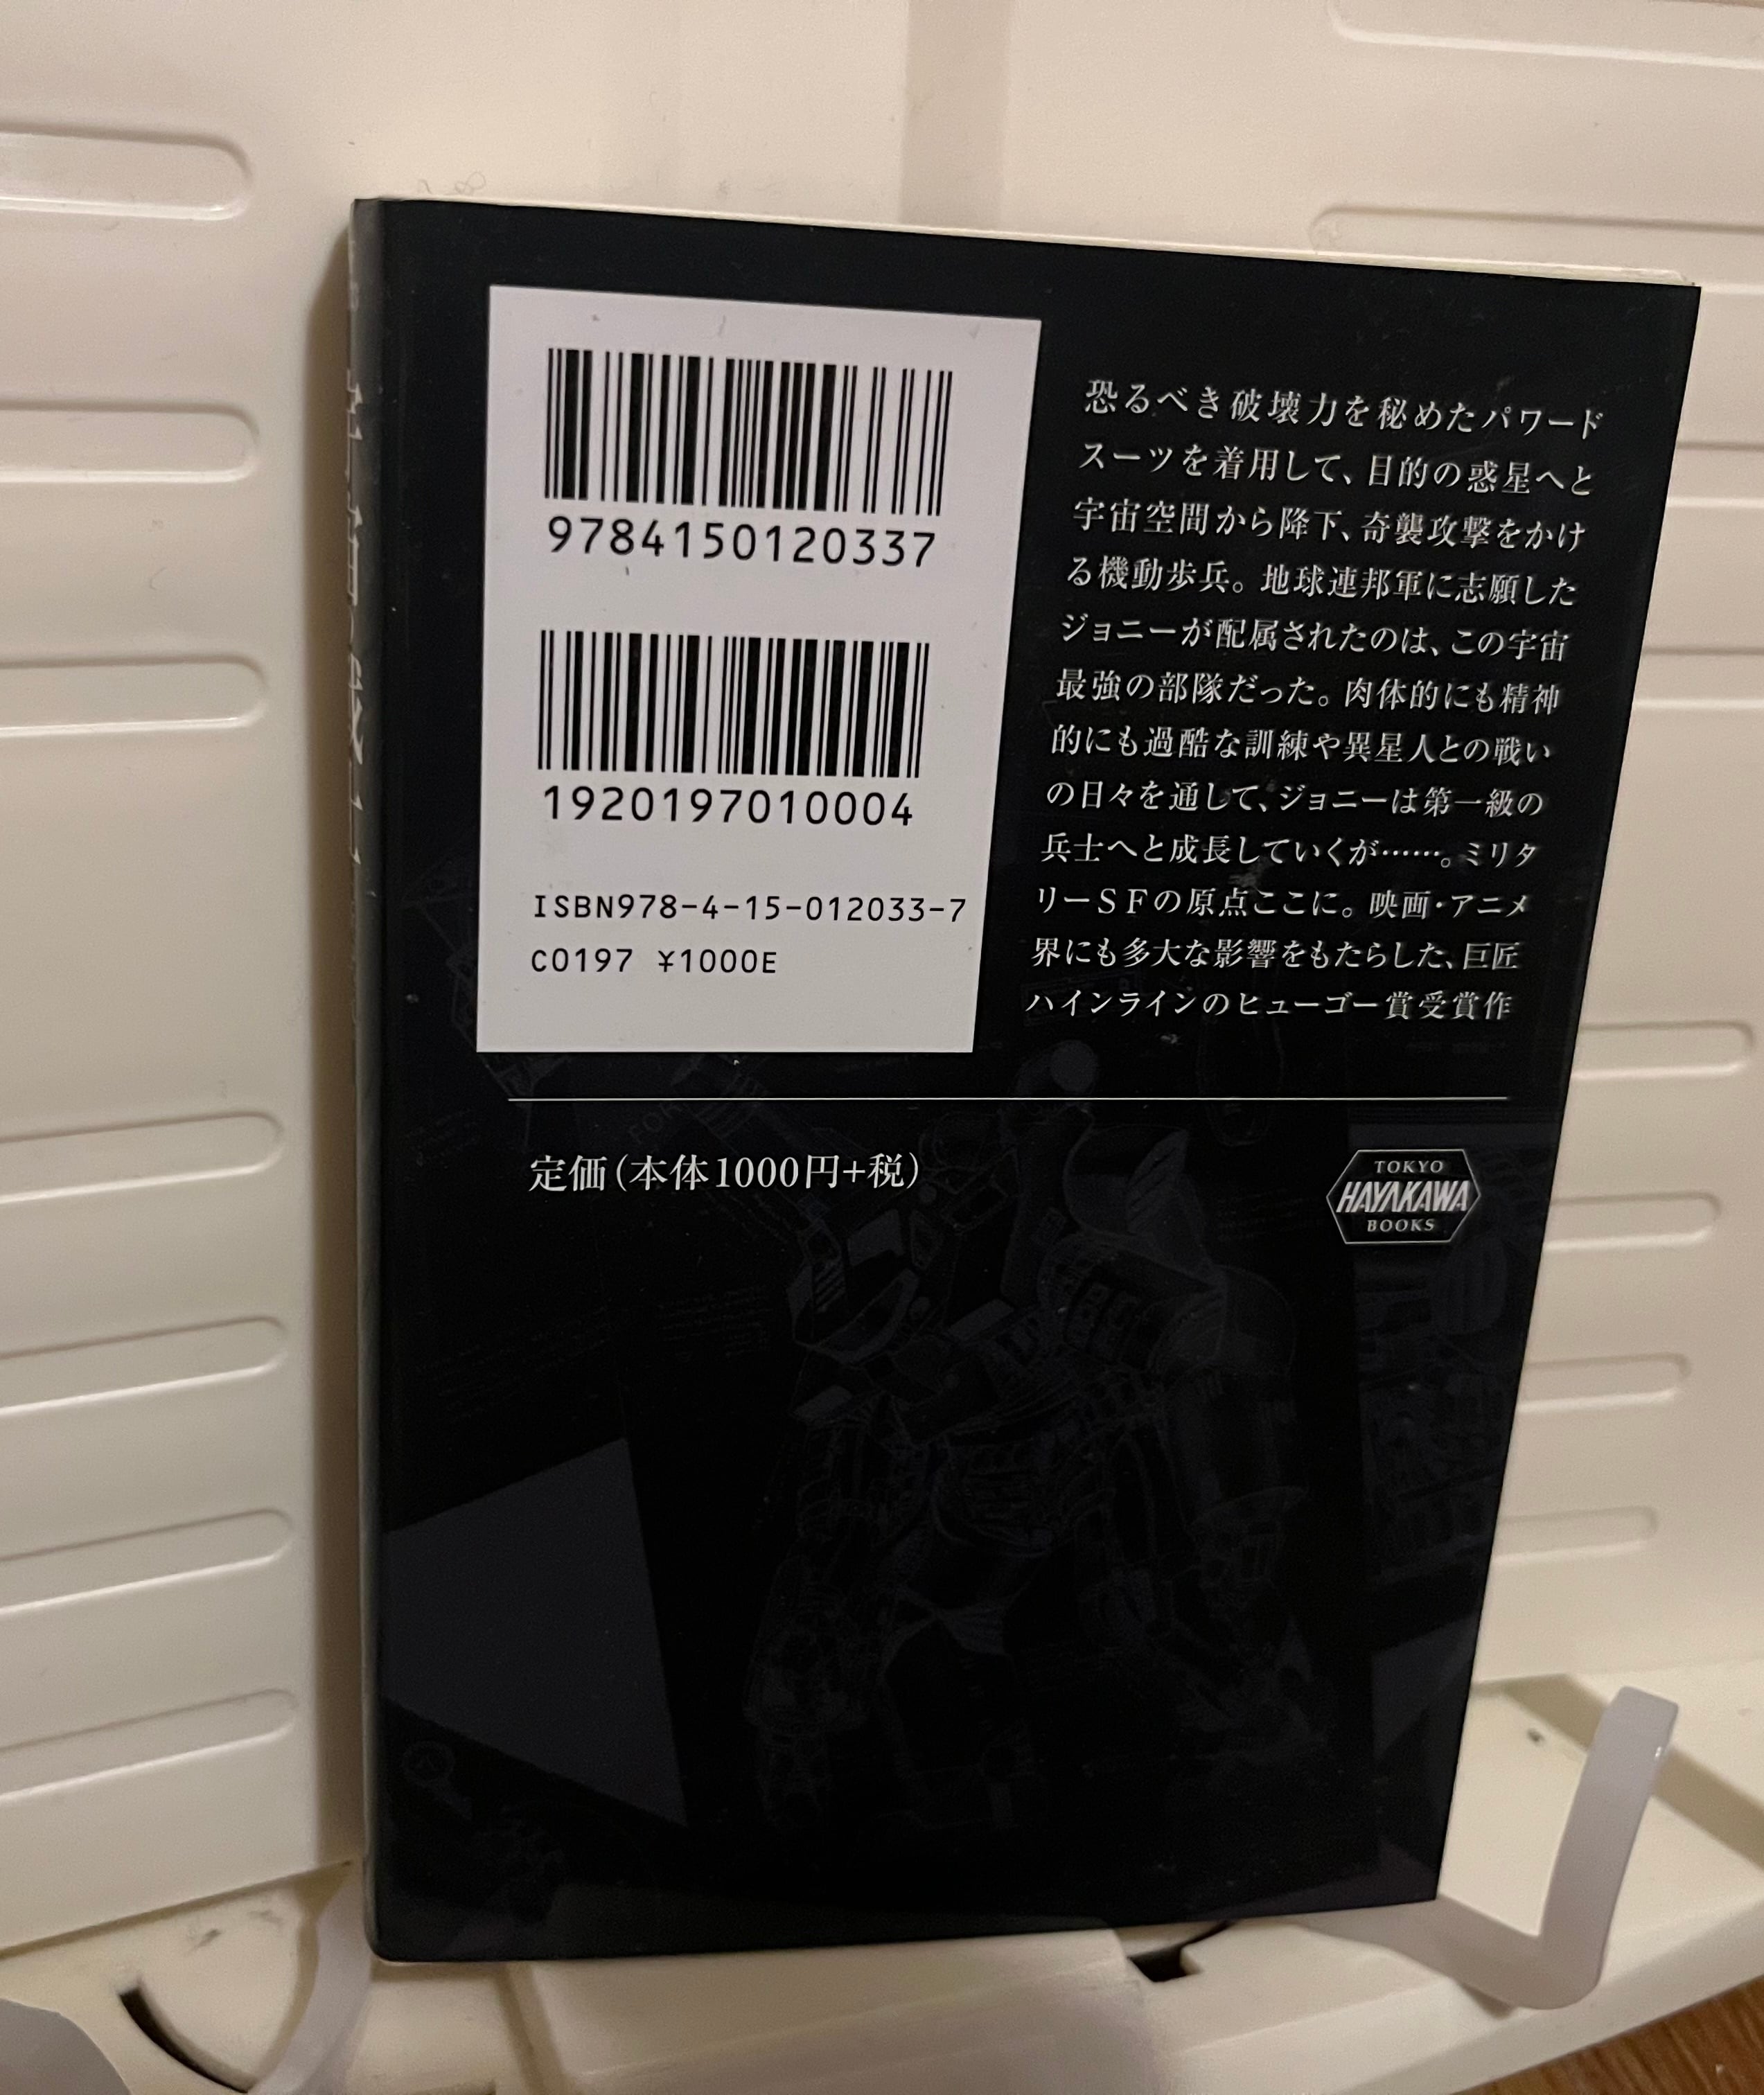 9784150120337
1920197010004
ISBN978-4-15-012033-7
C0197 ¥1000E
恐るべき破壊力を秘めたパワード
スーツを着用して、目的の惑星へと
宇宙空間から降下、奇襲攻撃をかけ
る機動歩兵。地球連邦軍に志願した
ジョニーが配属されたのは、この宇宙
最強の部隊だった。肉体的にも精神
的にも過酷な訓練や異星人との戦い
の日々を通して、ジョニーは第一級の
兵士へと成長していくが……。ミリタ
リーSFの原点ここに。映画・アニメ
界にも多大な影響をもたらした、巨匠
ハインラインのヒューゴー賞受賞作
定価(本体1000円+税)
TOKYO
HAYAKAWA
BOOKS